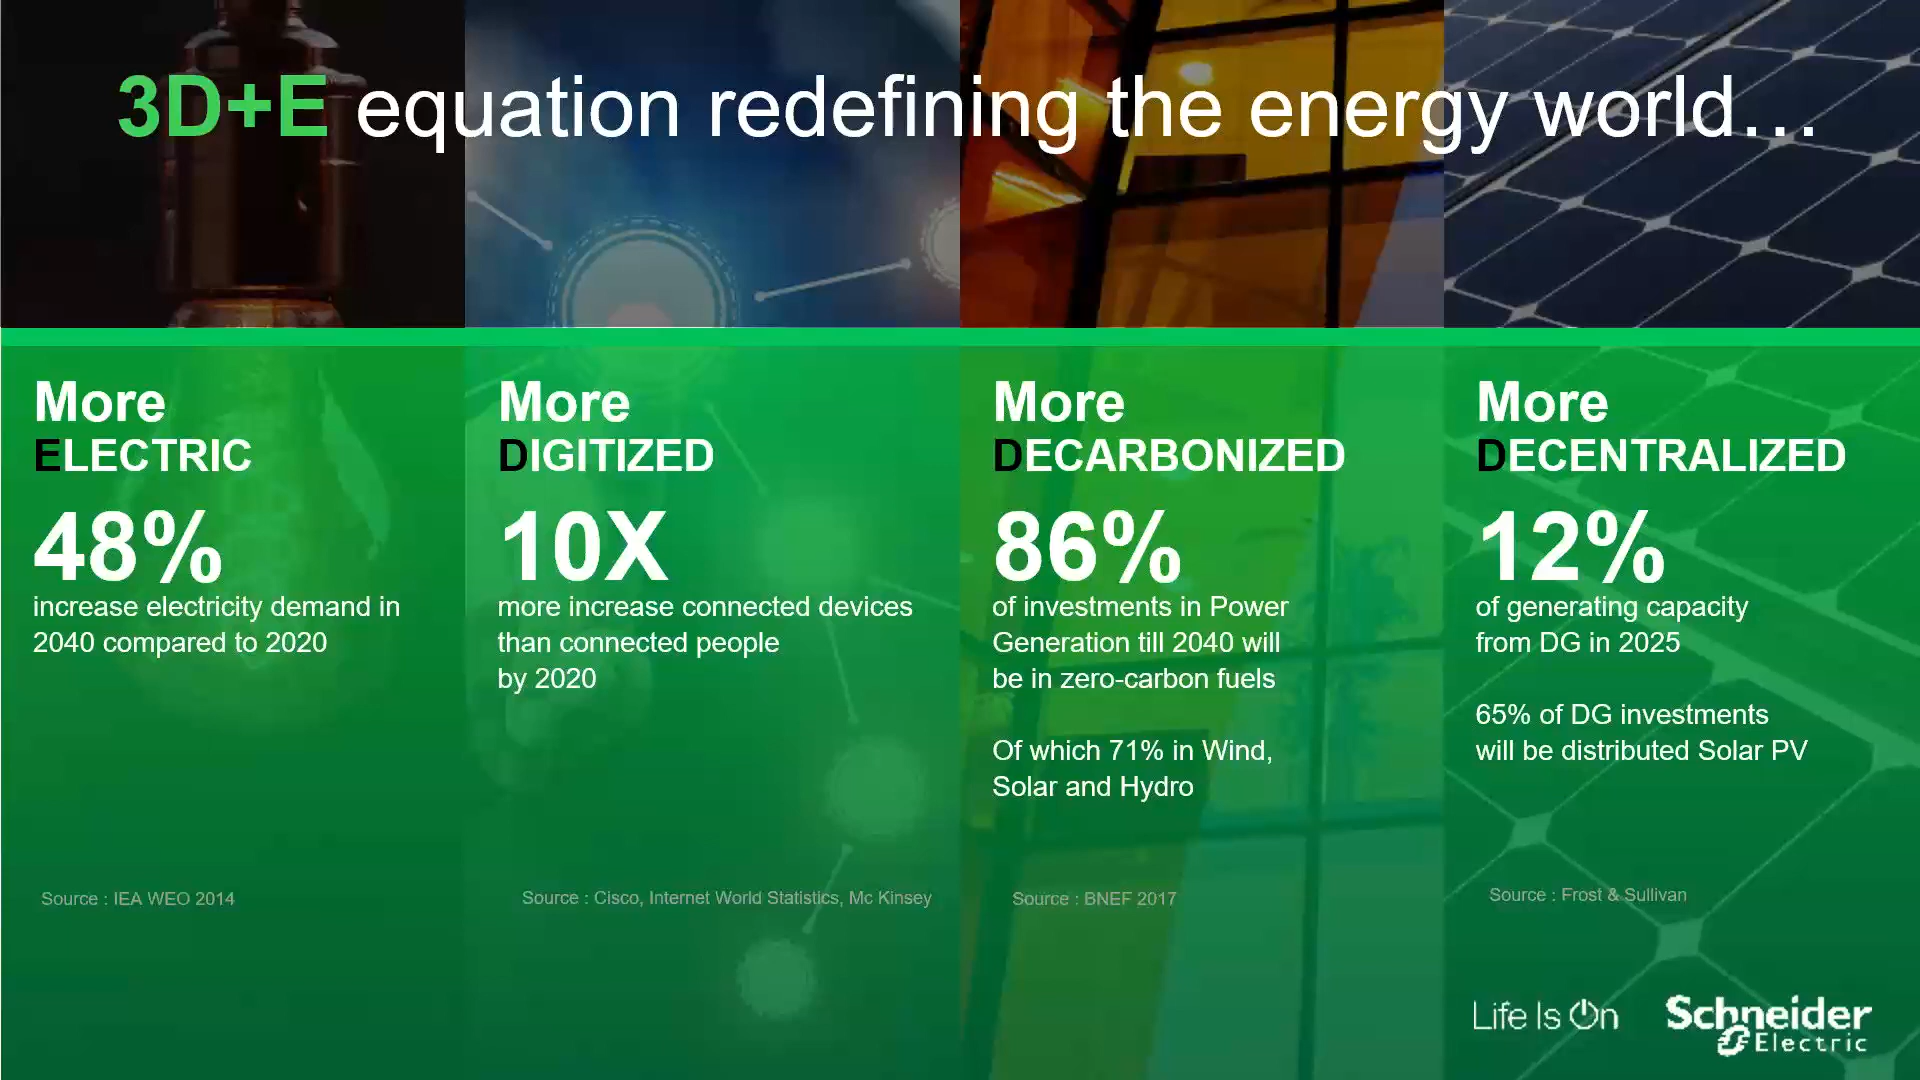 3D+E equation redefining the energy world...
More
ELECTRIC
48%
increase electricity demand in
2040 compared to 2020
Source : IEA WEO 2014
More
DIGITIZED
10X
more increase connected devices
than connected people
by 2020
Source : Cisco, Internet World Statistics, Mc Kinsey
More
DECARBONIZED
86%
of investments in Power
Generation till 2040 will
be in zero-carbon fuels
Of which 71% in Wind,
Solar and Hydro
Source : BNEF 2017
More
DECENTRALIZED
12%
of generating capacity
from DG in 2025
65% of DG investments
will be distributed Solar PV
Source : Frost & Sullivan
Life Is On
Schneider
Electric